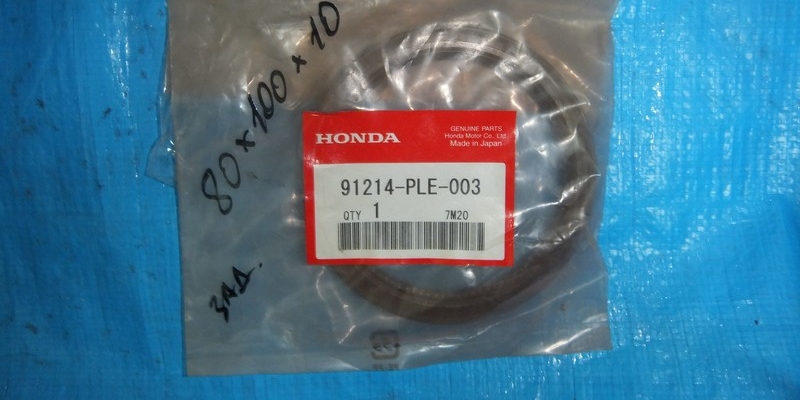 80×100×10
зад.
HONDA
GENUINE PARTS
Honda Motor Co., Ltd.
Made in Japan
91214-PLE-003
QTY 1 7M20